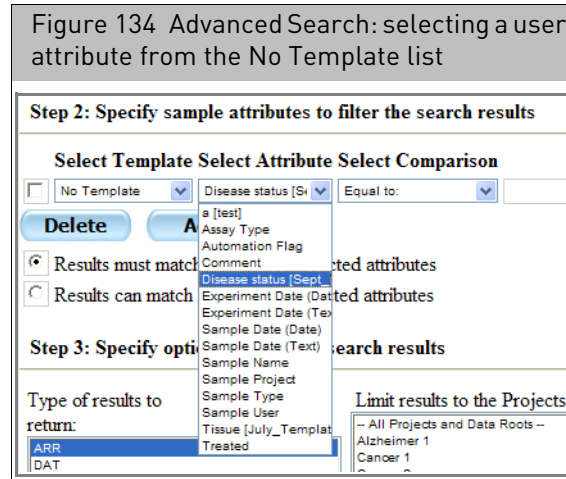 Figure 134 Advanced Search: selecting a user
attribute from the No Template list
Step 2: Specify sample attributes to filter the search results
Select Template Select Attribute Select Comparison
No Template Disease status [S Equal to:
Delete A
a [test]
Assay Type
Automation Flag
Comment
Disease status [Sept_
Experiment Date (Dat
Experiment Date (Tex
Sample Date (Date)
Sample Date (Text)
Sample Name
Sample Project
Sample Type
Sample User
Tissue [July_Templat
Treated
Results must match cted attributes
Results can match ted attributes
Step 3: Specify opti earch results
Type of results to
return:
ARR
DAT
Limit results to the Projects
-- All Projects and Data Roots --
Alzheimer 1
Cancer 1